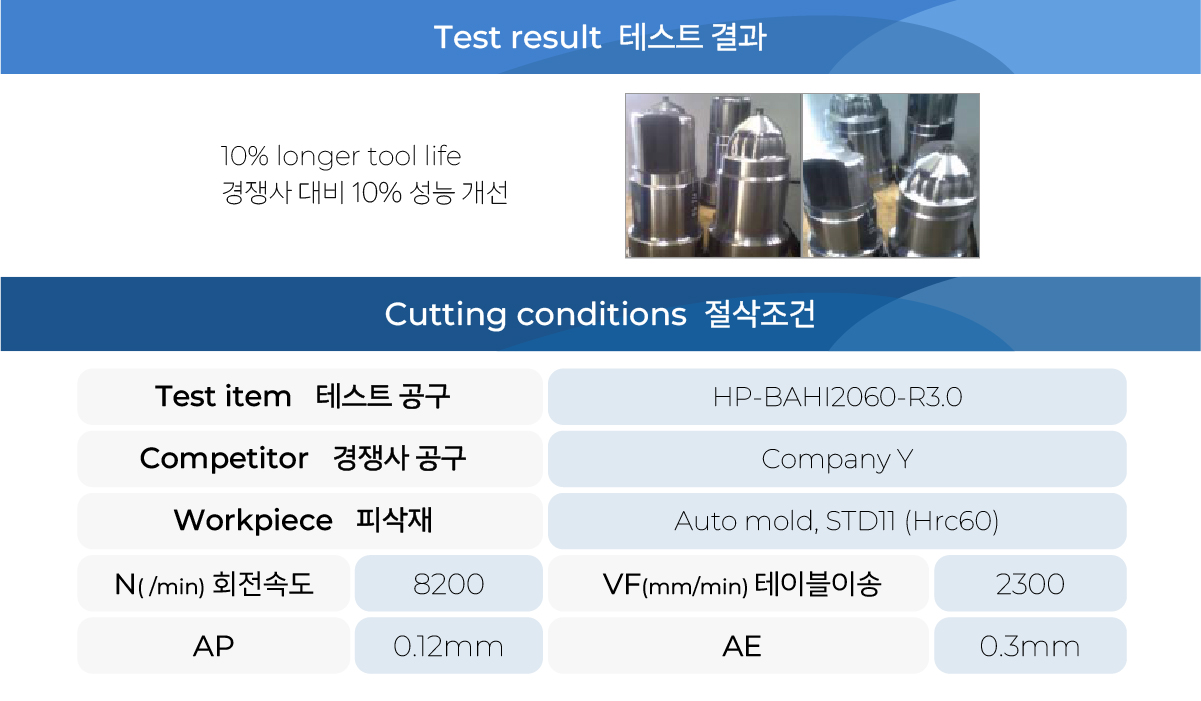 Test result 테스트 결과
10% longer tool life
경쟁사 대비 10% 성능 개선
Cutting conditions 절삭조건
Test item 테스트 공구 HP-BAHI2060-R3.0
Competitor 경쟁사 공구 Company Y
Workpiece 피삭재 Auto mold, STD11 (Hrc60)
N( /min) 회전속도 8200 VF(mm/min) 테이블이송 2300
AP 0.12mm AE 0.3mm